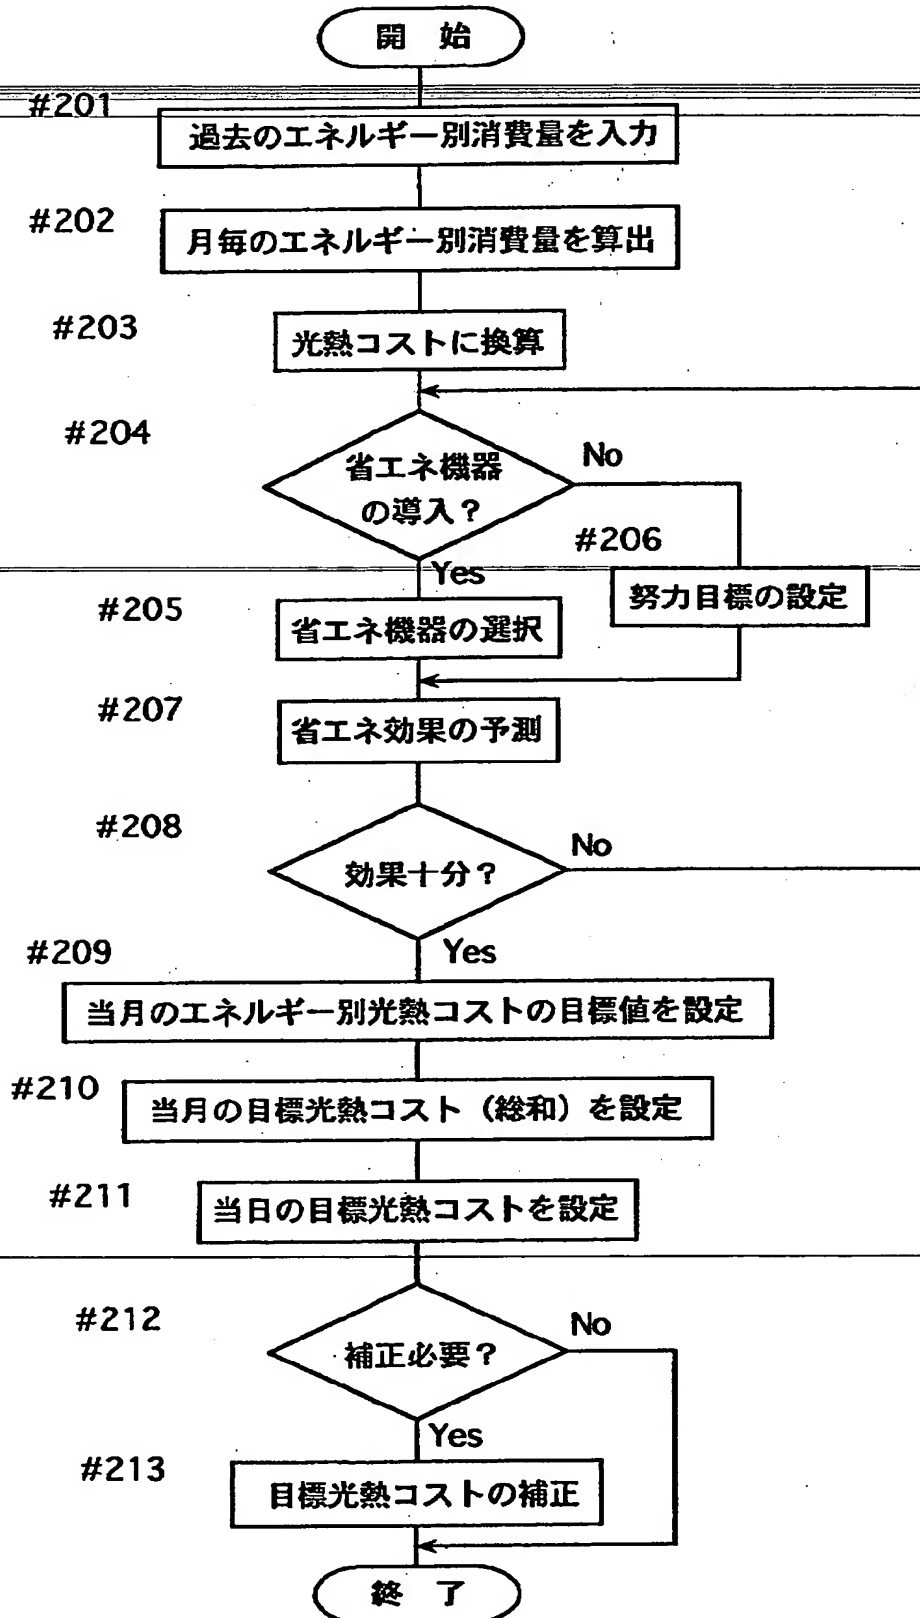 開 始
#201
過去のエネルギー別消費量を入力
#202
月毎のエネルギー別消費量を算出
#203
光熱コストに換算
#204
省エネ機器
の導入？
No
#206
Yes
努力目標の設定
#205
省エネ機器の選択
#207
省エネ効果の予測
#208
効果十分？
No
Yes
#209
当月のエネルギー別光熱コストの目標値を設定
#210
当月の目標光熱コスト（総和）を設定
#211
当日の目標光熱コストを設定
#212
補正必要？
No
Yes
#213
目標光熱コストの補正
終 了